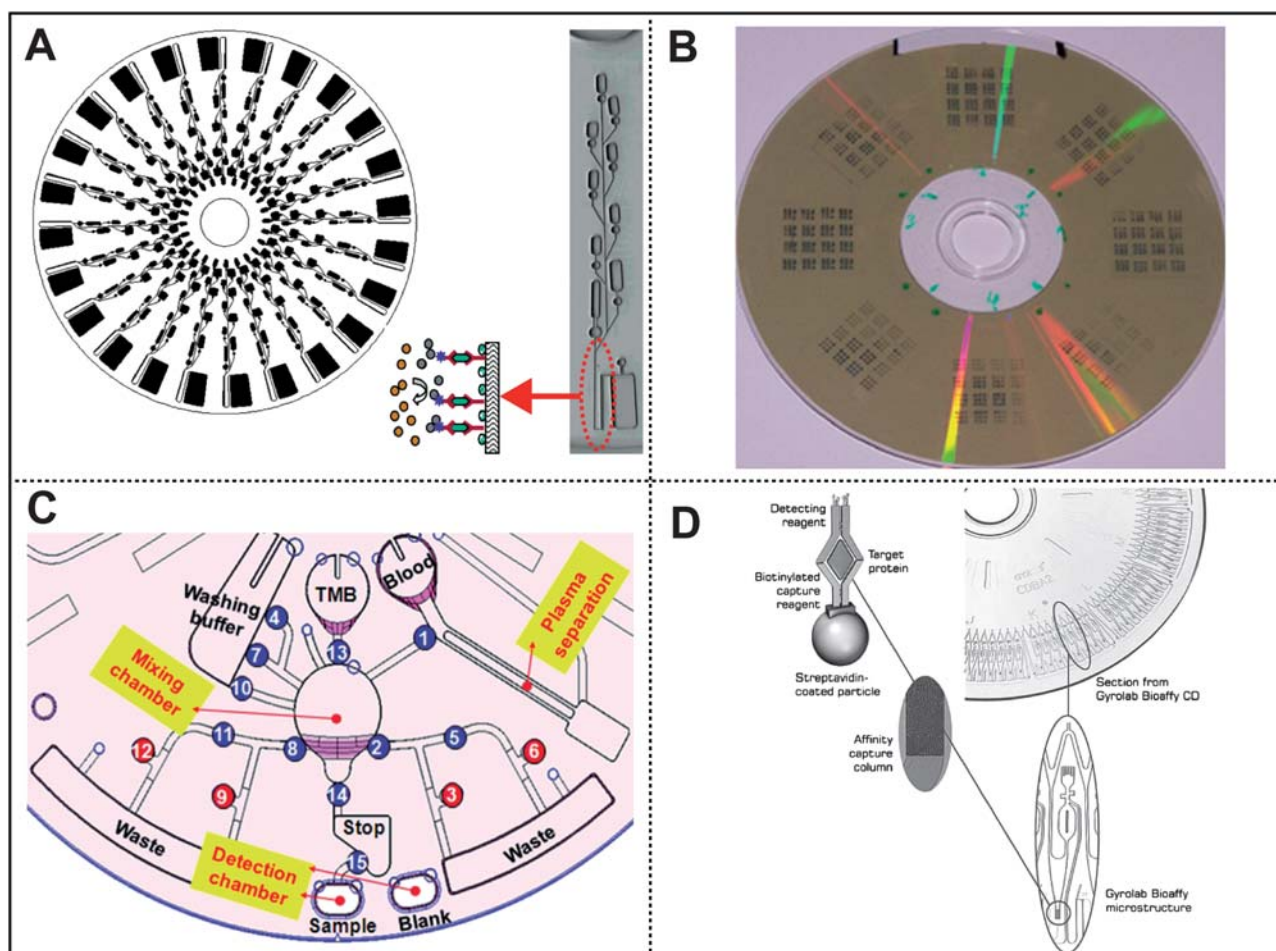 A
B
3
4
C
Washing
buffer
TMB
Blood
Plasma
separation
4
7
13
1
10
Mixing
chamber
12
11
8
2
5
6
9
14
3
Waste
Stop
Waste
15
Detection
chamber
Sample
Blank
D
Detecting
reagent
Target
protein
Biotinylated
capture
reagent
Streptavidin-
coated particle
Section from
Gyrolab Bioaffy CD
Affinity
capture
column
Gyrolab Bioaffy
microstructure